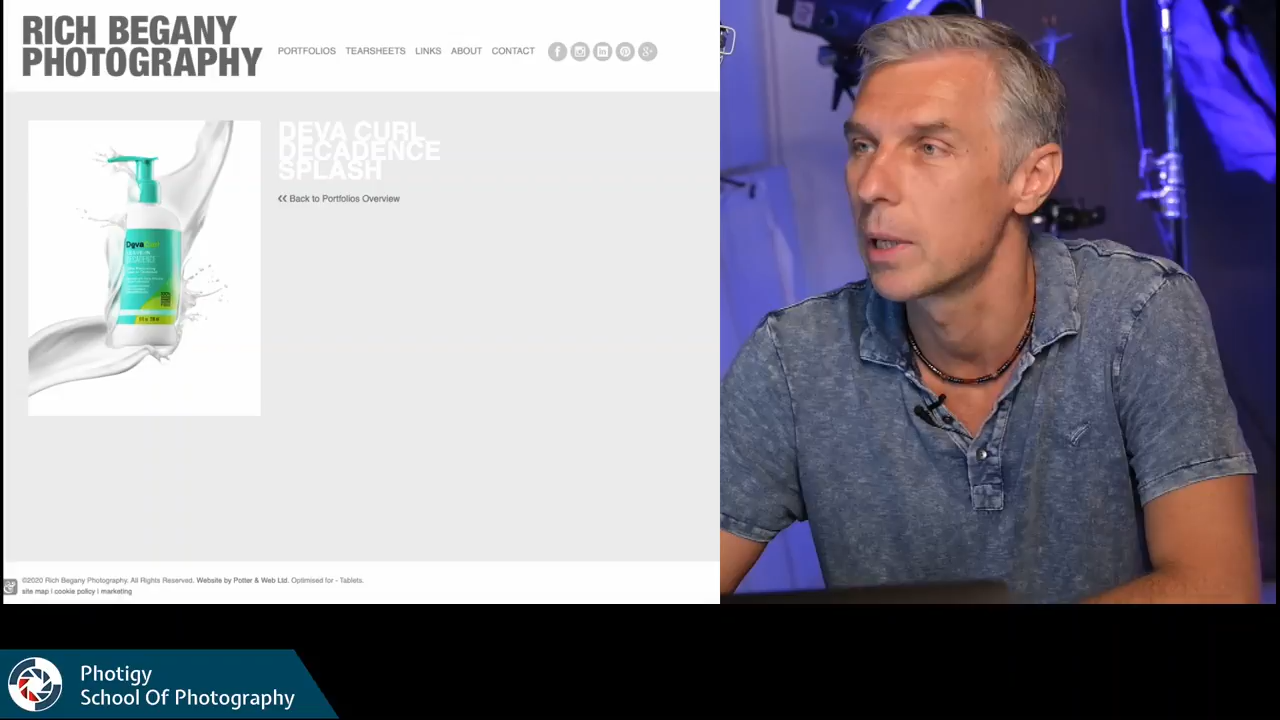 RICH BEGANY
PHOTOGRAPHY
PORTFOLIOS TEARSHEETS LINKS ABOUT CONTACT
DEVA CURL
DECADENCE
SPLASH
Back to Portfolios Overview
DevaCurl
DECADENCE
©2020 Rich Begany Photography. All Rights Reserved. Website by Potter & Web Ltd. Optimised for - Tablets.
site map | cookie policy | marketing
Photigy
School Of Photography